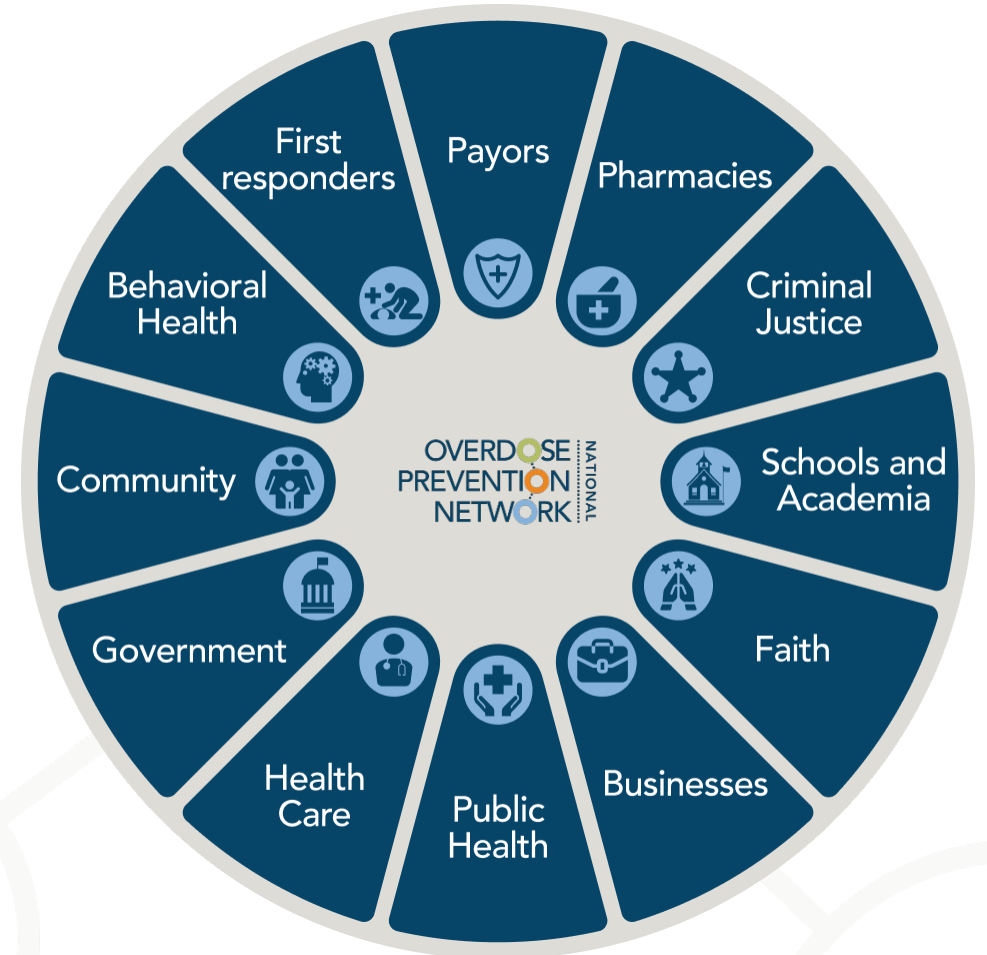 Payors
Pharmacies
Criminal
Justice
Schools and
Academia
Faith
Businesses
Public
Health
Health
Care
Government
Community
Behavioral
Health
First
responders
OVERDOSE
PREVENTION
NETWORK
NATIONAL